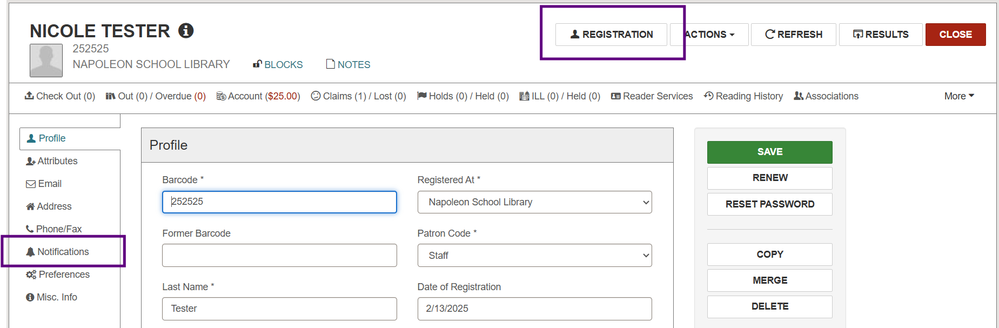 NICOLE TESTER
REGISTRATION ACTIONS REFRESH RESULTS CLOSE
252525
NAPOLEON SCHOOL LIBRARY BLOCKS NOTES
Check Out (0) Out (0) / Overdue (0) Account ($25.00) Claims (1) / Lost (0) Holds (0) / Held (0) ILL (0) / Held (0) Reader Services Reading History Associations More
Profile
Attributes
Email
Address
Phone/Fax
Notifications
Preferences
Misc. Info
Profile
Barcode * Registered At *
252525 Napoleon School Library
Former Barcode Patron Code *
Staff
Last Name * Date of Registration
Tester 2/13/2025
SAVE
RENEW
RESET PASSWORD
COPY
MERGE
DELETE